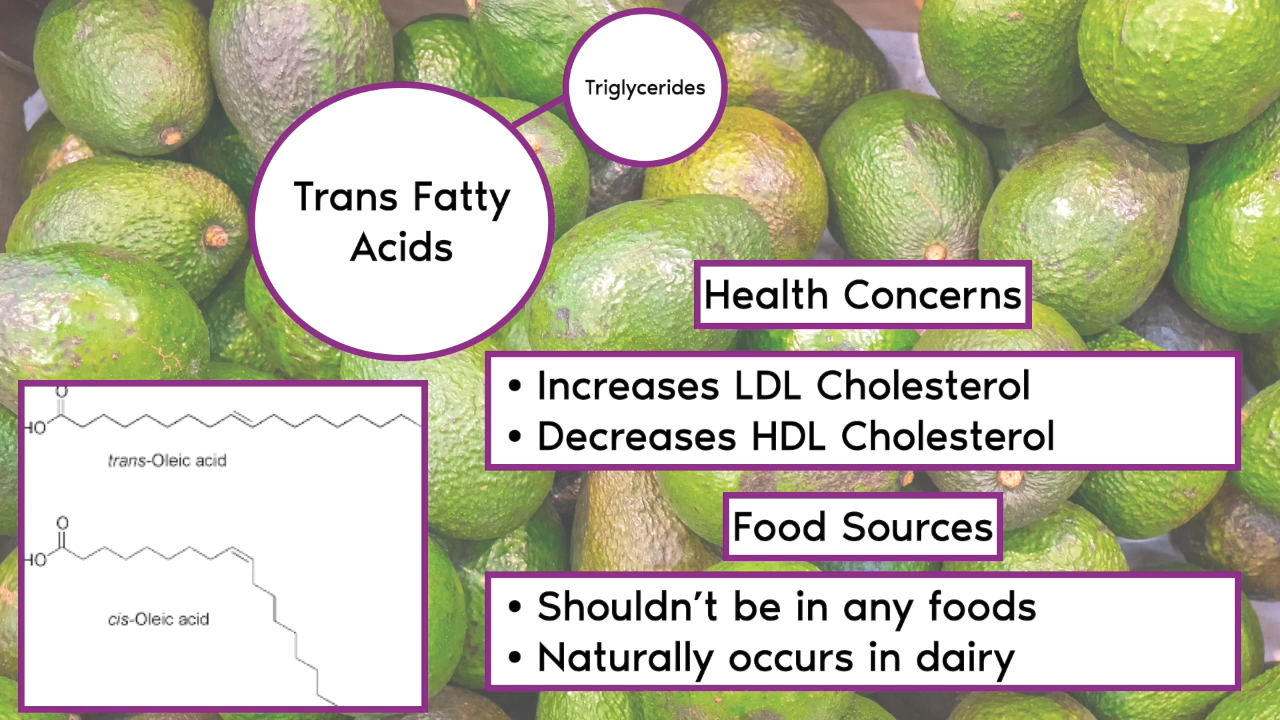 Triglycerides
Trans Fatty
Acids
Health Concerns
• Increases LDL Cholesterol
• Decreases HDL Cholesterol
Food Sources
• Shouldn't be in any foods
• Naturally occurs in dairy
O
HO
trans-Oleic acid
O
HO
cis-Oleic acid